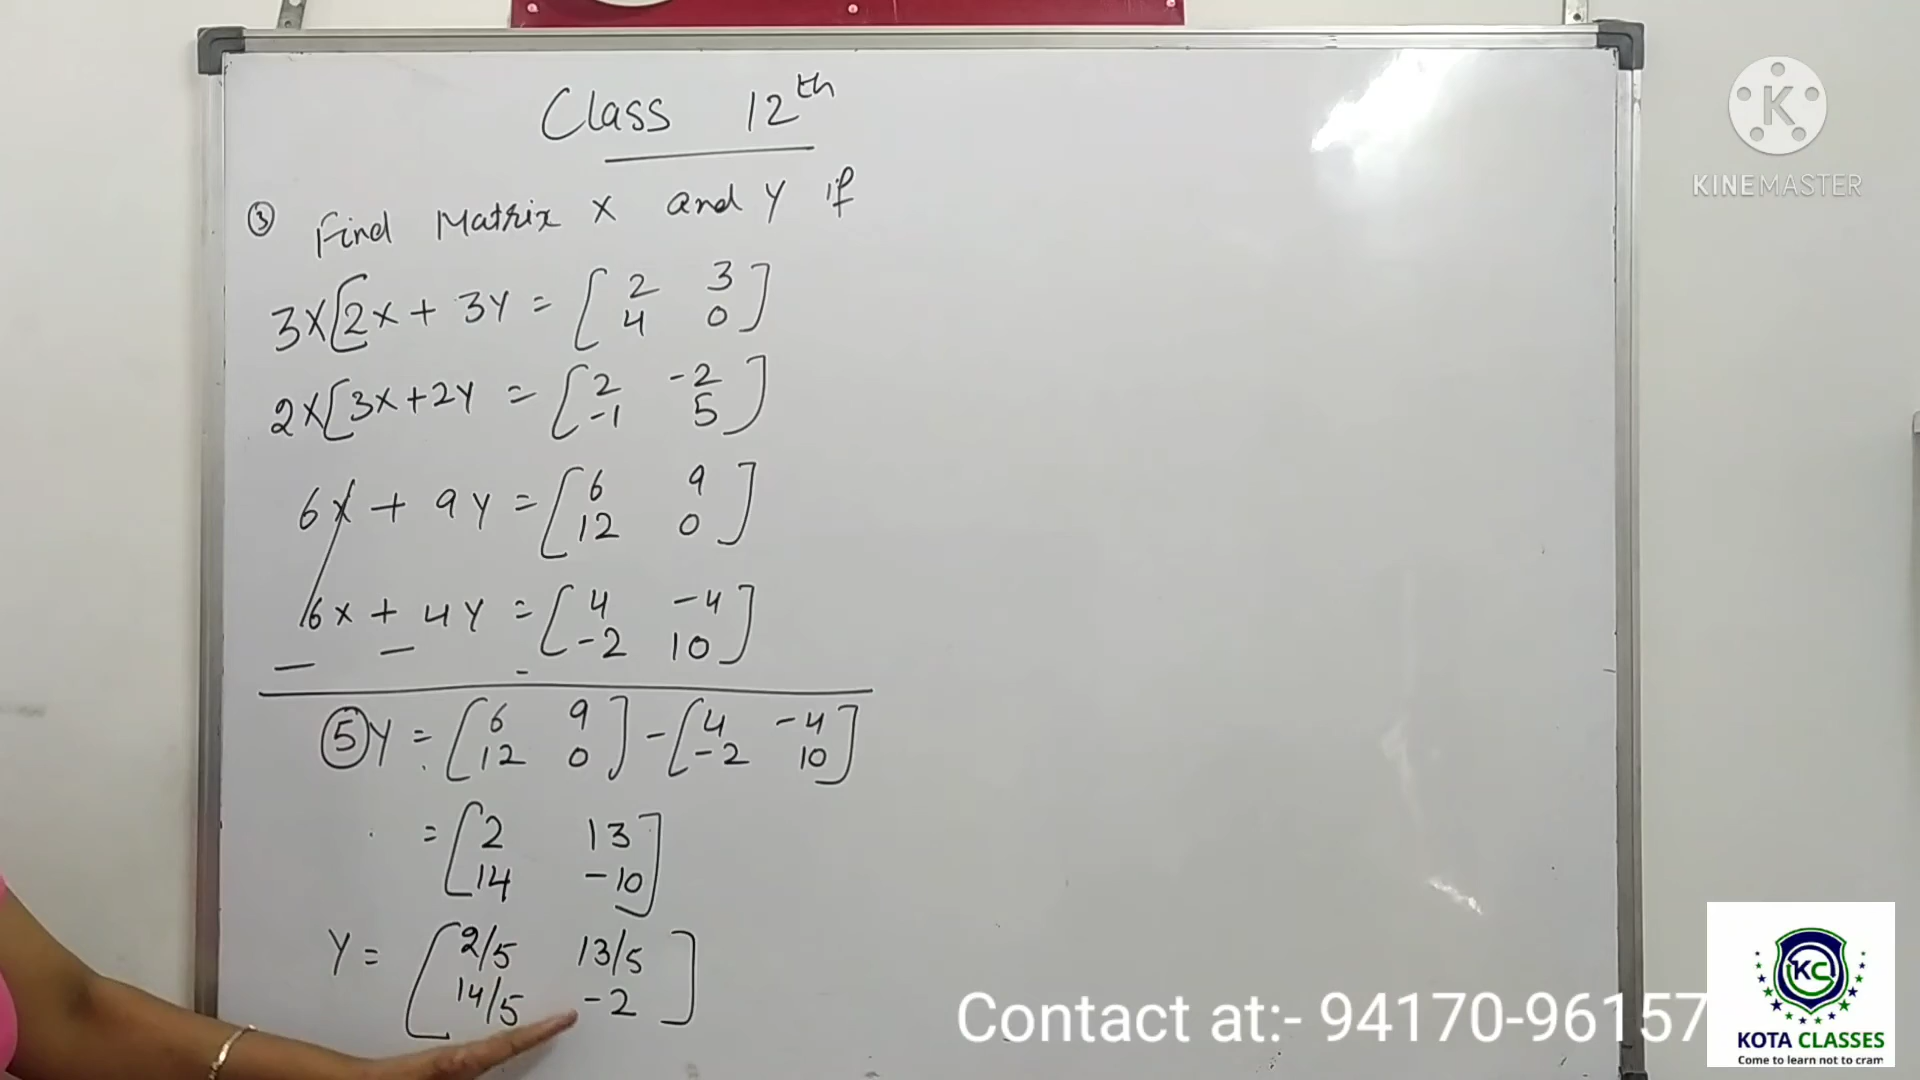 Class 12th
③ Find Matrix X and Y if
3X[2X + 3Y = [2 3
4 0]
2X[3X+2Y = [2 -2
-1 5]
6X + 9Y = [6 9
12 0]
6X + 4Y = [4 -4
-2 10]
— — -
⑤Y = [6 9
12 0] - [4 -4
-2 10]
= [2 13
14 -10]
Y = [2/5 13/5
14/5 -2]
K
KINEMASTER
Contact at:- 94170-96157
KC
KOTA CLASSES
Come to learn not to cram